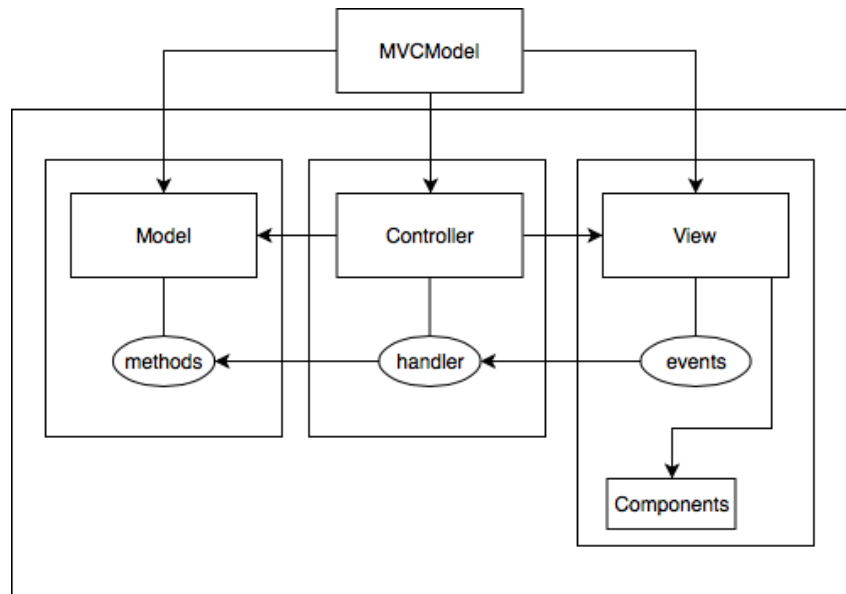 MVCModel
Model
Controller
View
methods
handler
events
Components